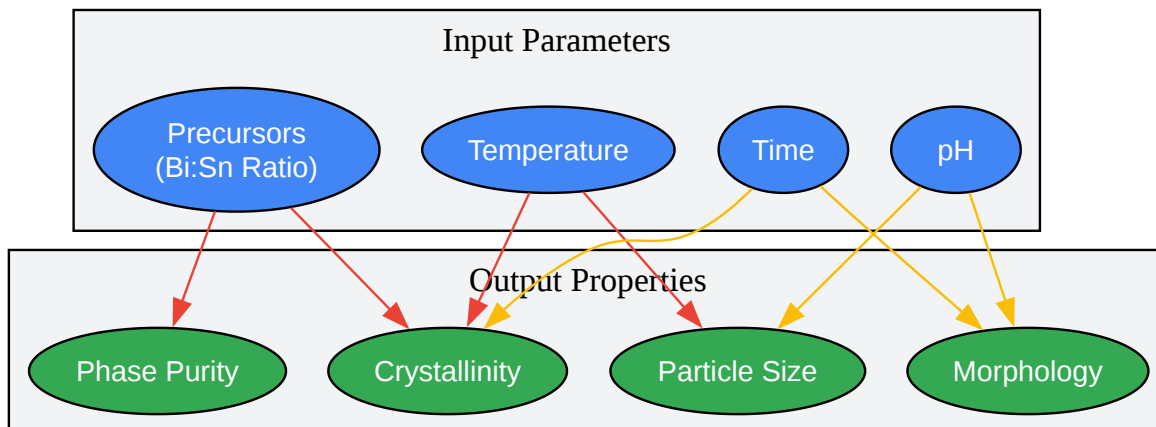 Input Parameters
Precursors
(Bi:Sn Ratio)
Temperature
Time
pH
Output Properties
Phase Purity
Crystallinity
Particle Size
Morphology